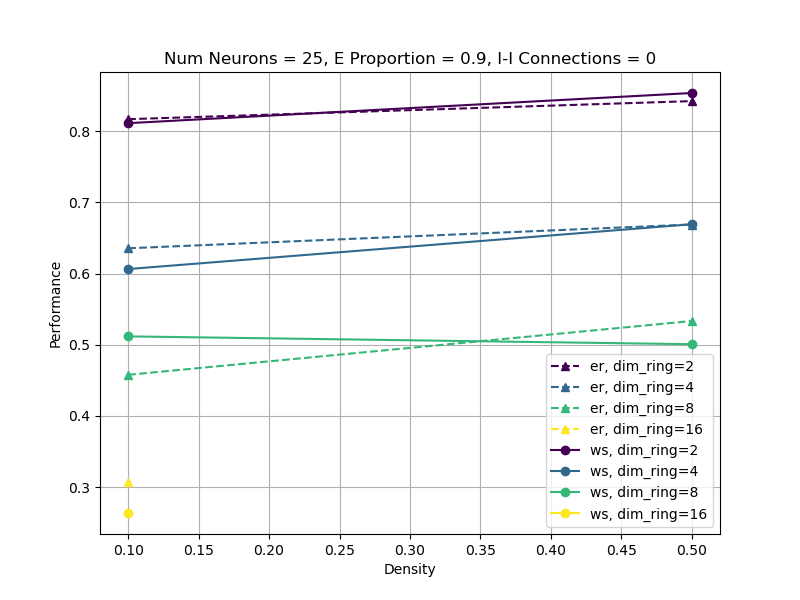 Num Neurons = 25, E Proportion = 0.9, I-I Connections = 0
Performance
0.8
0.7
0.6
0.5
0.4
0.3
er, dim_ring=2
er, dim_ring=4
er, dim_ring=8
er, dim_ring=16
ws, dim_ring=2
ws, dim_ring=4
ws, dim_ring=8
ws, dim_ring=16
0.10 0.15 0.20 0.25 0.30 0.35 0.40 0.45 0.50
Density